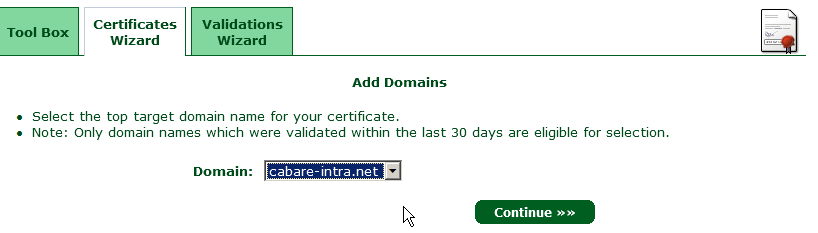 Tool Box
Certificates
Wizard
Validations
Wizard
Add Domains
• Select the top target domain name for your certificate.
• Note: Only domain names which were validated within the last 30 days are eligible for selection.
Domain: cabare-intra.net
Continue »»